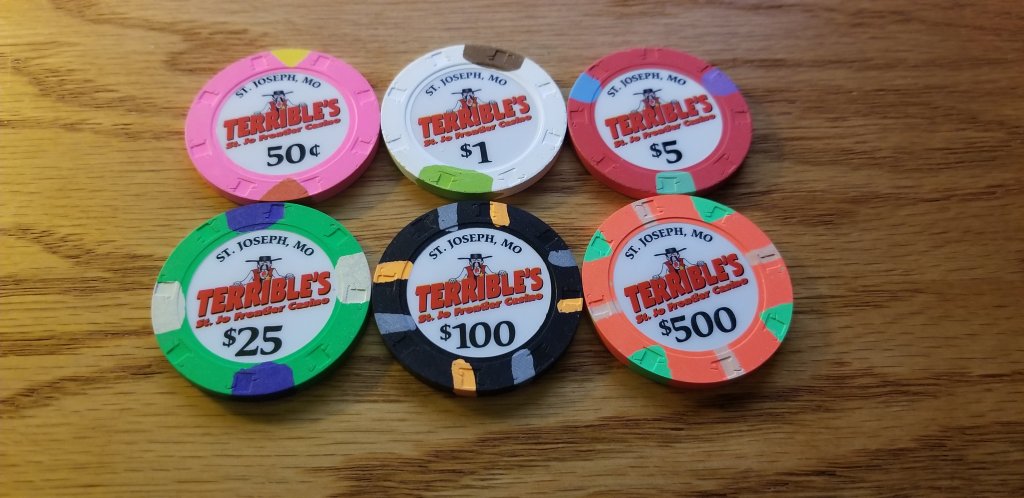 ST. JOSEPH, MO
TERRIBLE'S
St. Jo Frontier Casino
50¢
ST. JOSEPH, MO
TERRIBLE'S
St. Jo Frontier Casino
$1
ST. JOSEPH, MO
TERRIBLE'S
St. Jo Frontier Casino
$5
ST. JOSEPH, MO
TERRIBLE'S
St. Jo Frontier Casino
$25
ST. JOSEPH, MO
TERRIBLE'S
St. Jo Frontier Casino
$100
ST. JOSEPH, MO
TERRIBLE'S
St. Jo Frontier Casino
$500